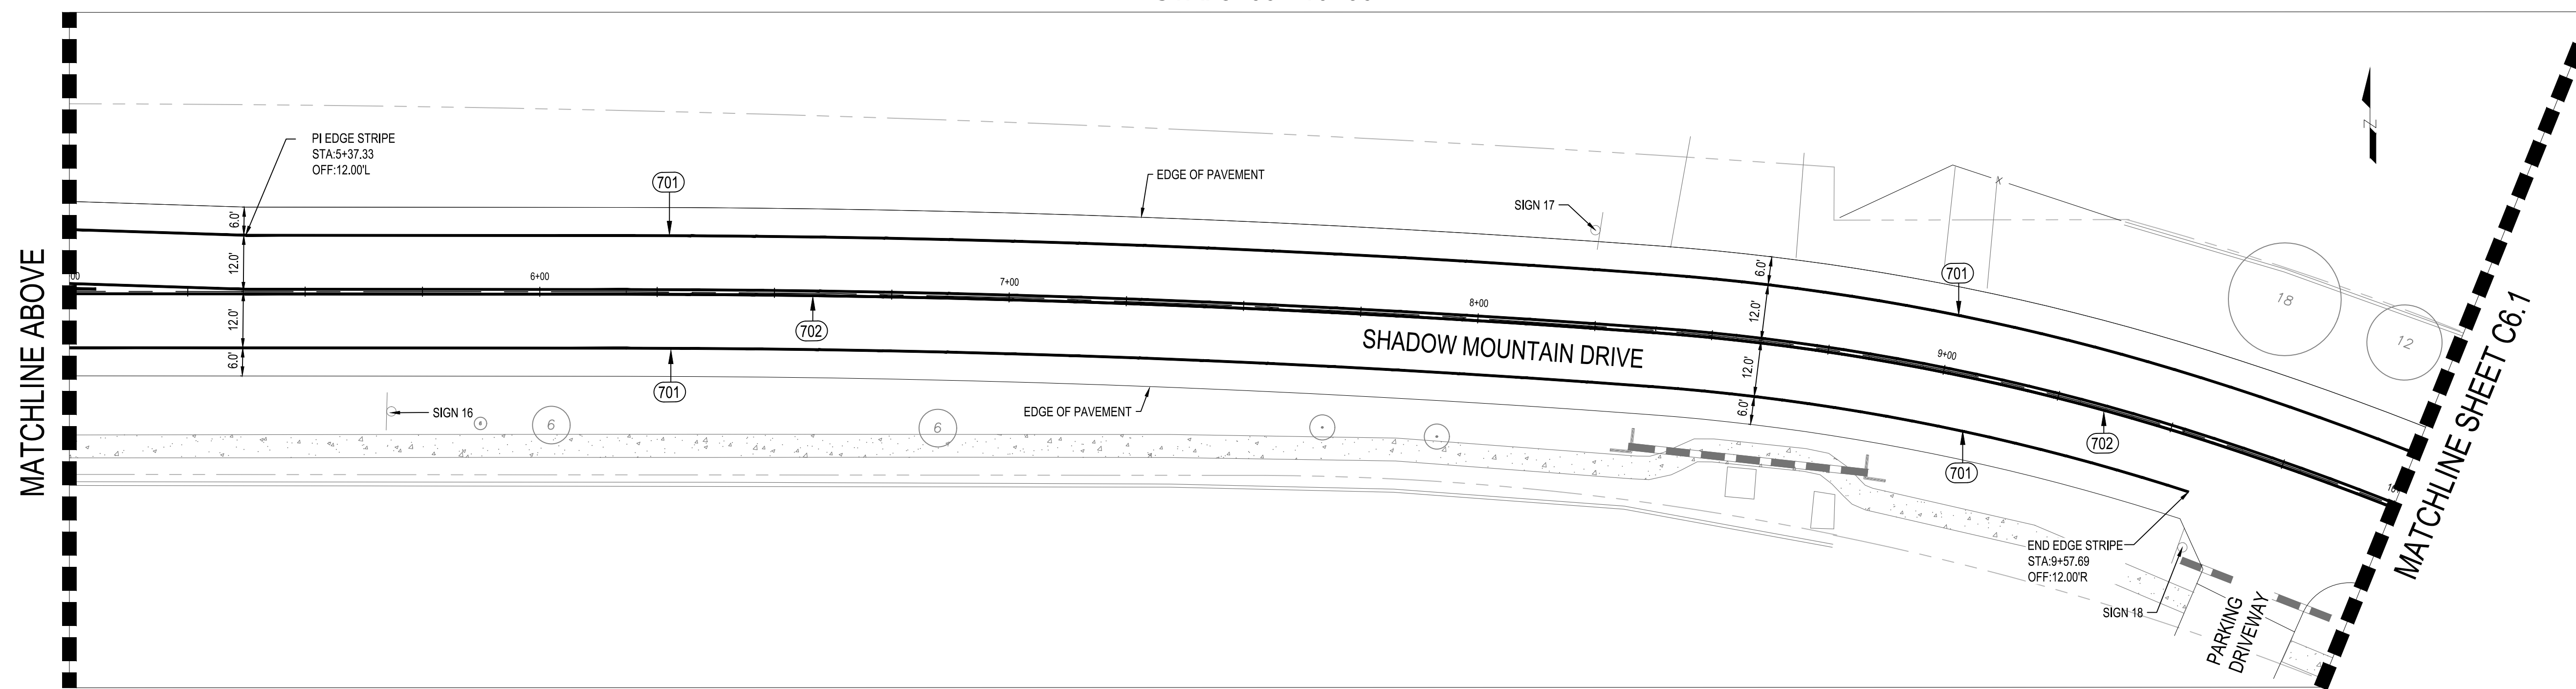 PI EDGE STRIPE
STA:5+37.33
OFF:12.00'L
701
EDGE OF PAVEMENT
SIGN 17
X
Z
6.0'
12.0'
12.0'
6.0'
00
6+00
7+00
8+00
9+00
702
701
SHADOW MOUNTAIN DRIVE
6.0'
12.0'
12.0'
6.0'
701
702
701
18
12
MATCHLINE ABOVE
MATCHLINE SHEET C6.1
SIGN 16
6
6
6
EDGE OF PAVEMENT
END EDGE STRIPE
STA:9+57.69
OFF:12.00'R
SIGN 18
PARKING
DRIVEWAY